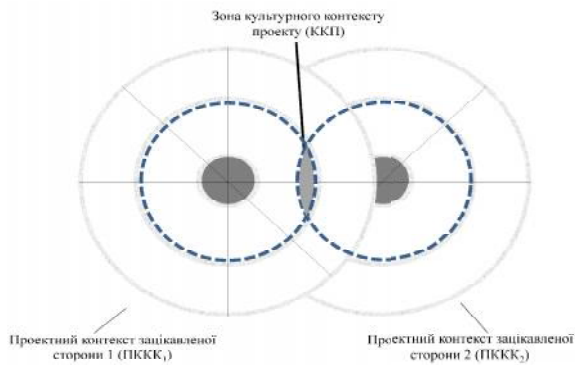 Зона культурного контексту
проекту (ККП)
Проектний контекст зацікавленої
сторони 1 (ПККК₁)
Проектний контекст зацікавленої
сторони 2 (ПККК₂)